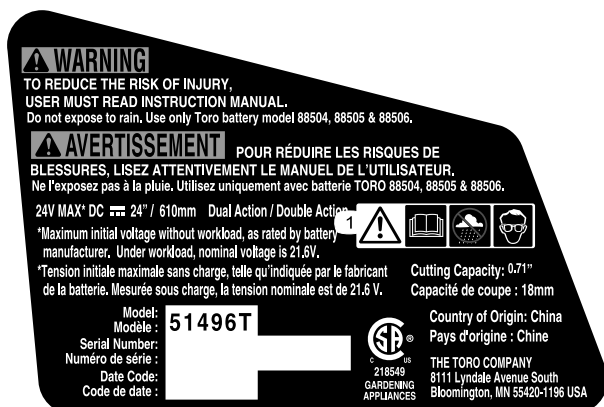 WARNING
TO REDUCE THE RISK OF INJURY,
USER MUST READ INSTRUCTION MANUAL.
Do not expose to rain. Use only Toro battery model 88504, 88505 & 88506.
AVERTISSEMENT POUR RÉDUIRE LES RISQUES DE
BLESSURES, LISEZ ATTENTIVEMENT LE MANUEL DE L'UTILISATEUR.
Ne l'exposez pas à la pluie. Utilisez uniquement avec batterie TORO 88504, 88505 & 88506.
24V MAX* DC 24" / 610mm Dual Action / Double Action
1
*Maximum initial voltage without workload, as rated by battery
manufacturer. Under workload, nominal voltage is 21.6V.
*Tension initiale maximale sans charge, telle qu'indiquée par le fabricant
de la batterie. Mesurée sous charge, la tension nominale est de 21.6 V.
Cutting Capacity: 0.71"
Capacité de coupe : 18mm
Model:
Modèle :
51496T
Serial Number:
Numéro de série :
Date Code:
Code de date :
SA ®
C US
218549
GARDENING
APPLIANCES
Country of Origin: China
Pays d'origine : Chine
THE TORO COMPANY
8111 Lyndale Avenue South
Bloomington, MN 55420-1196 USA